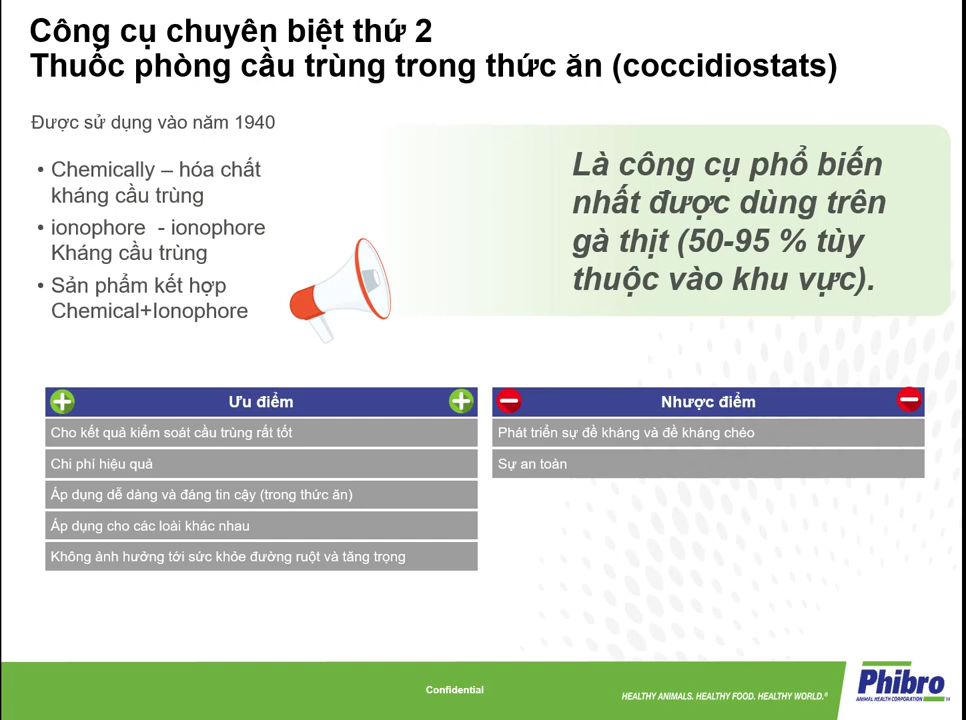 Công cụ chuyên biệt thứ 2
Thuốc phòng cầu trùng trong thức ăn (coccidiostats)
Được sử dụng vào năm 1940
• Chemically – hóa chất
kháng cầu trùng
• ionophore - ionophore
Kháng cầu trùng
• Sản phẩm kết hợp
Chemical+Ionophore
Là công cụ phổ biến
nhất được dùng trên
gà thịt (50-95 % tùy
thuộc vào khu vực).
Ưu điểm
Cho kết quả kiểm soát cầu trùng rất tốt
Chi phí hiệu quả
Áp dụng dễ dàng và đáng tin cậy (trong thức ăn)
Áp dụng cho các loài khác nhau
Không ảnh hưởng tới sức khỏe đường ruột và tăng trọng
Nhược điểm
Phát triển sự đề kháng và đề kháng chéo
Sự an toàn
Confidential
HEALTHY ANIMALS. HEALTHY FOOD. HEALTHY WORLD.®
Phibro
ANIMAL HEALTH CORPORATION